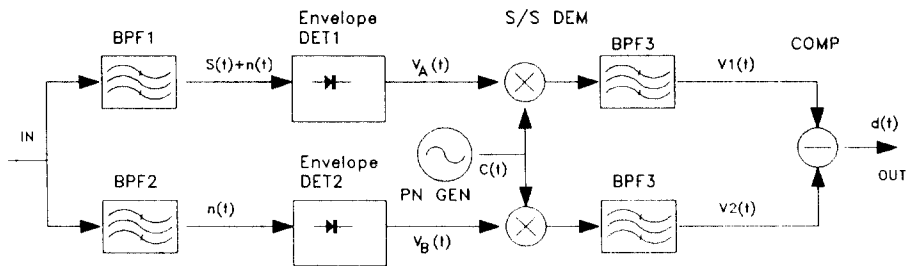 S/S DEM
Envelope
DET1
BPF1
BPF3
COMP
S(t)+n(t)
V_A(t)
V1(t)
IN
d(t)
OUT
C(t)
PN GEN
Envelope
DET2
BPF2
BPF3
n(t)
V_B(t)
V2(t)